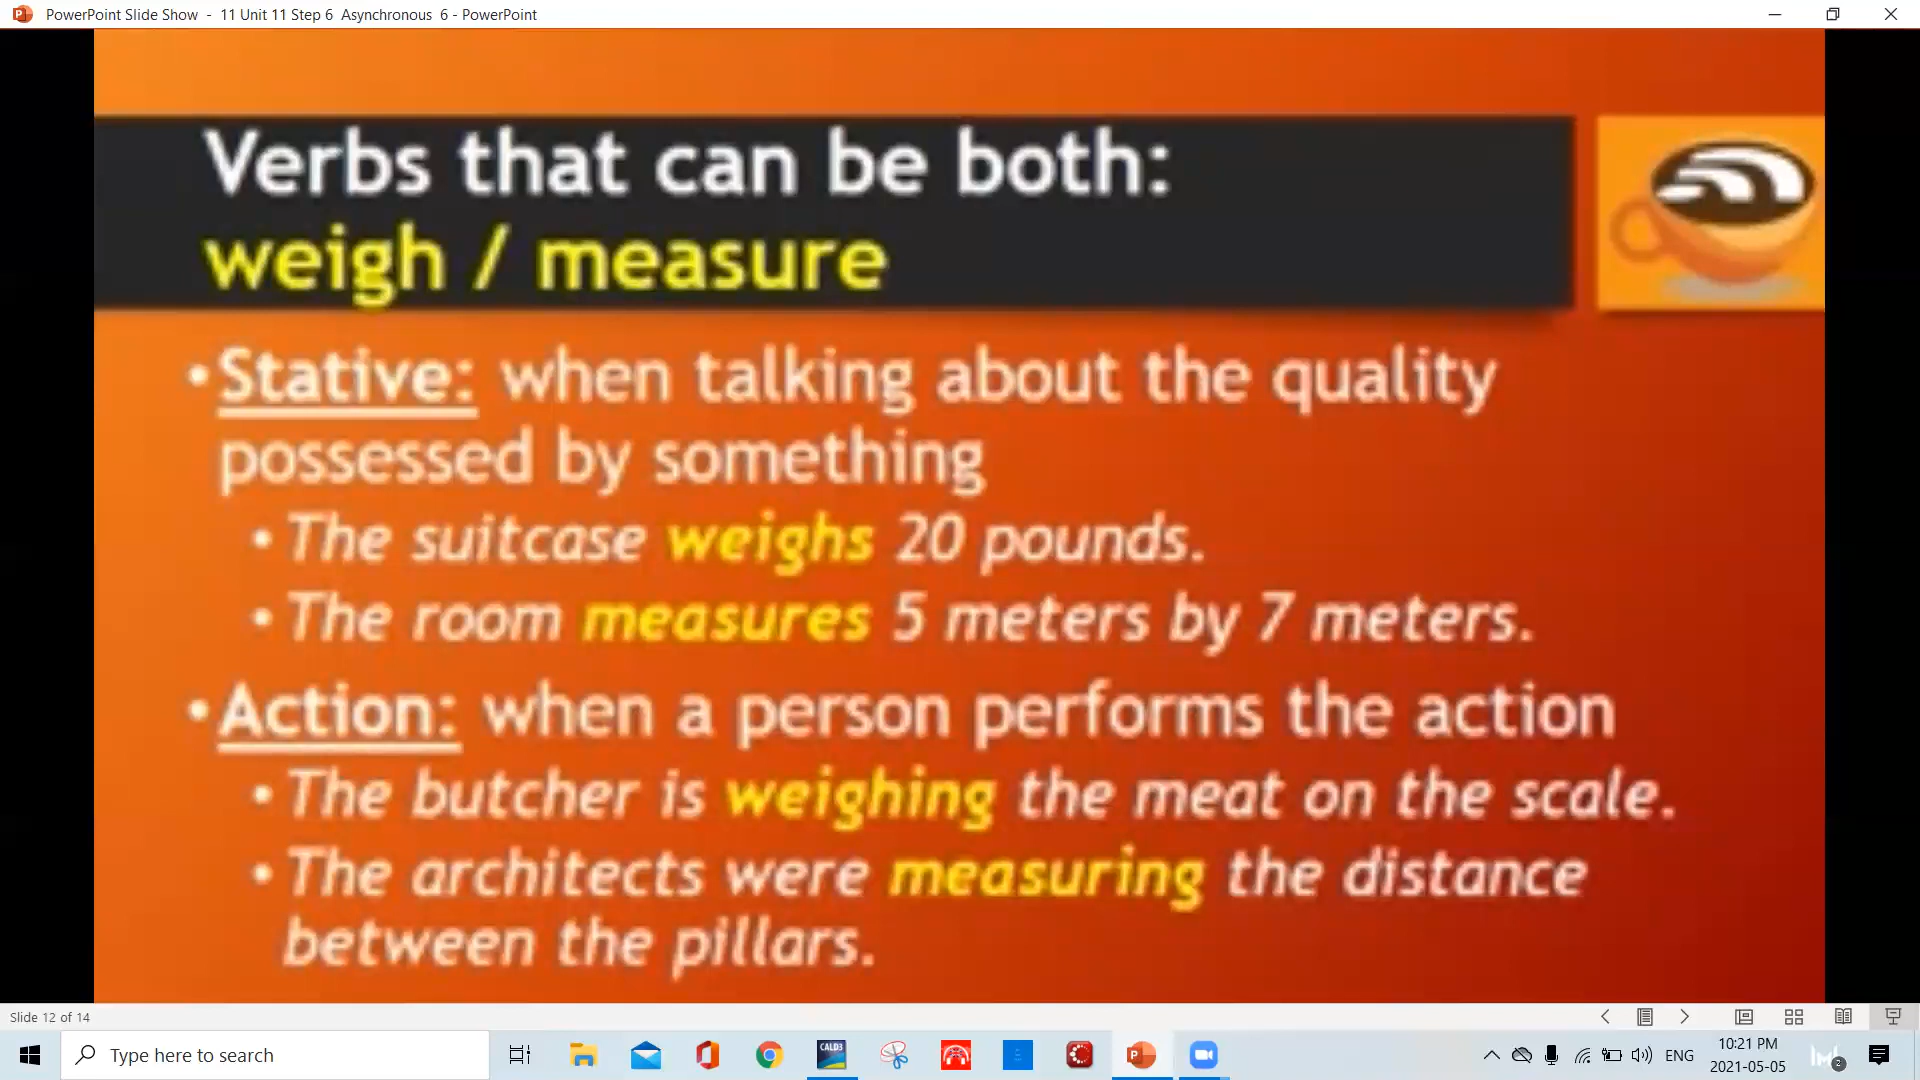 PowerPoint Slide Show - 11 Unit 11 Step 6 Asynchronous 6 - PowerPoint
Verbs that can be both:
weigh / measure
•Stative: when talking about the quality
possessed by something
• The suitcase weighs 20 pounds.
• The room measures 5 meters by 7 meters.
•Action: when a person performs the action
• The butcher is weighing the meat on the scale.
• The architects were measuring the distance
between the pillars.
Slide 12 of 14
Type here to search
CALD3
ENG
10:21 PM
2021-05-05
2